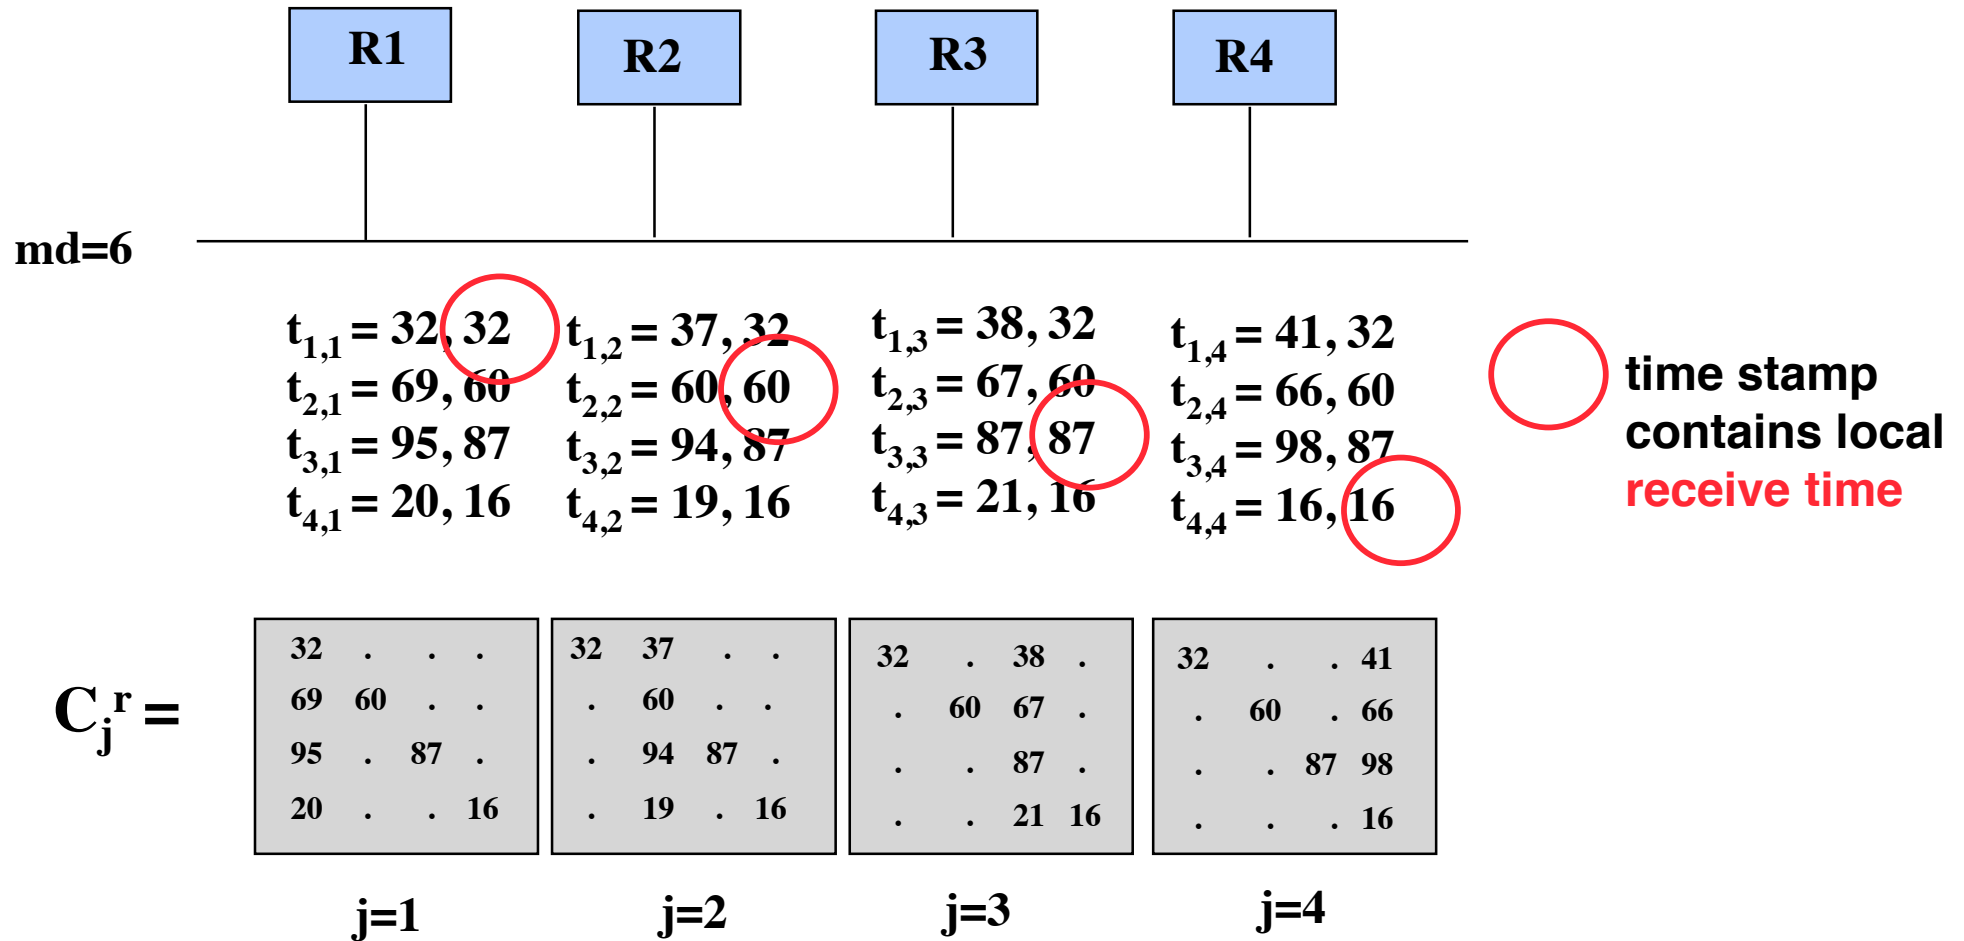 R1 R2 R3 R4
md=6
t1,1 = 32, 32 t1,2 = 37, 32 t1,3 = 38, 32 t1,4 = 41, 32
t2,1 = 69, 60 t2,2 = 60, 60 t2,3 = 67, 60 t2,4 = 66, 60
t3,1 = 95, 87 t3,2 = 94, 87 t3,3 = 87, 87 t3,4 = 98, 87
t4,1 = 20, 16 t4,2 = 19, 16 t4,3 = 21, 16 t4,4 = 16, 16
time stamp
contains local
receive time
Cjr =
32 . . .
69 60 . .
95 . 87 .
20 . . 16
32 37 . .
. 60 . .
. 94 87 .
. 19 . 16
32 . 38 .
. 60 67 .
. . 87 .
. . 21 16
32 . . 41
. 60 . 66
. . 87 98
. . . 16
j=1 j=2 j=3 j=4